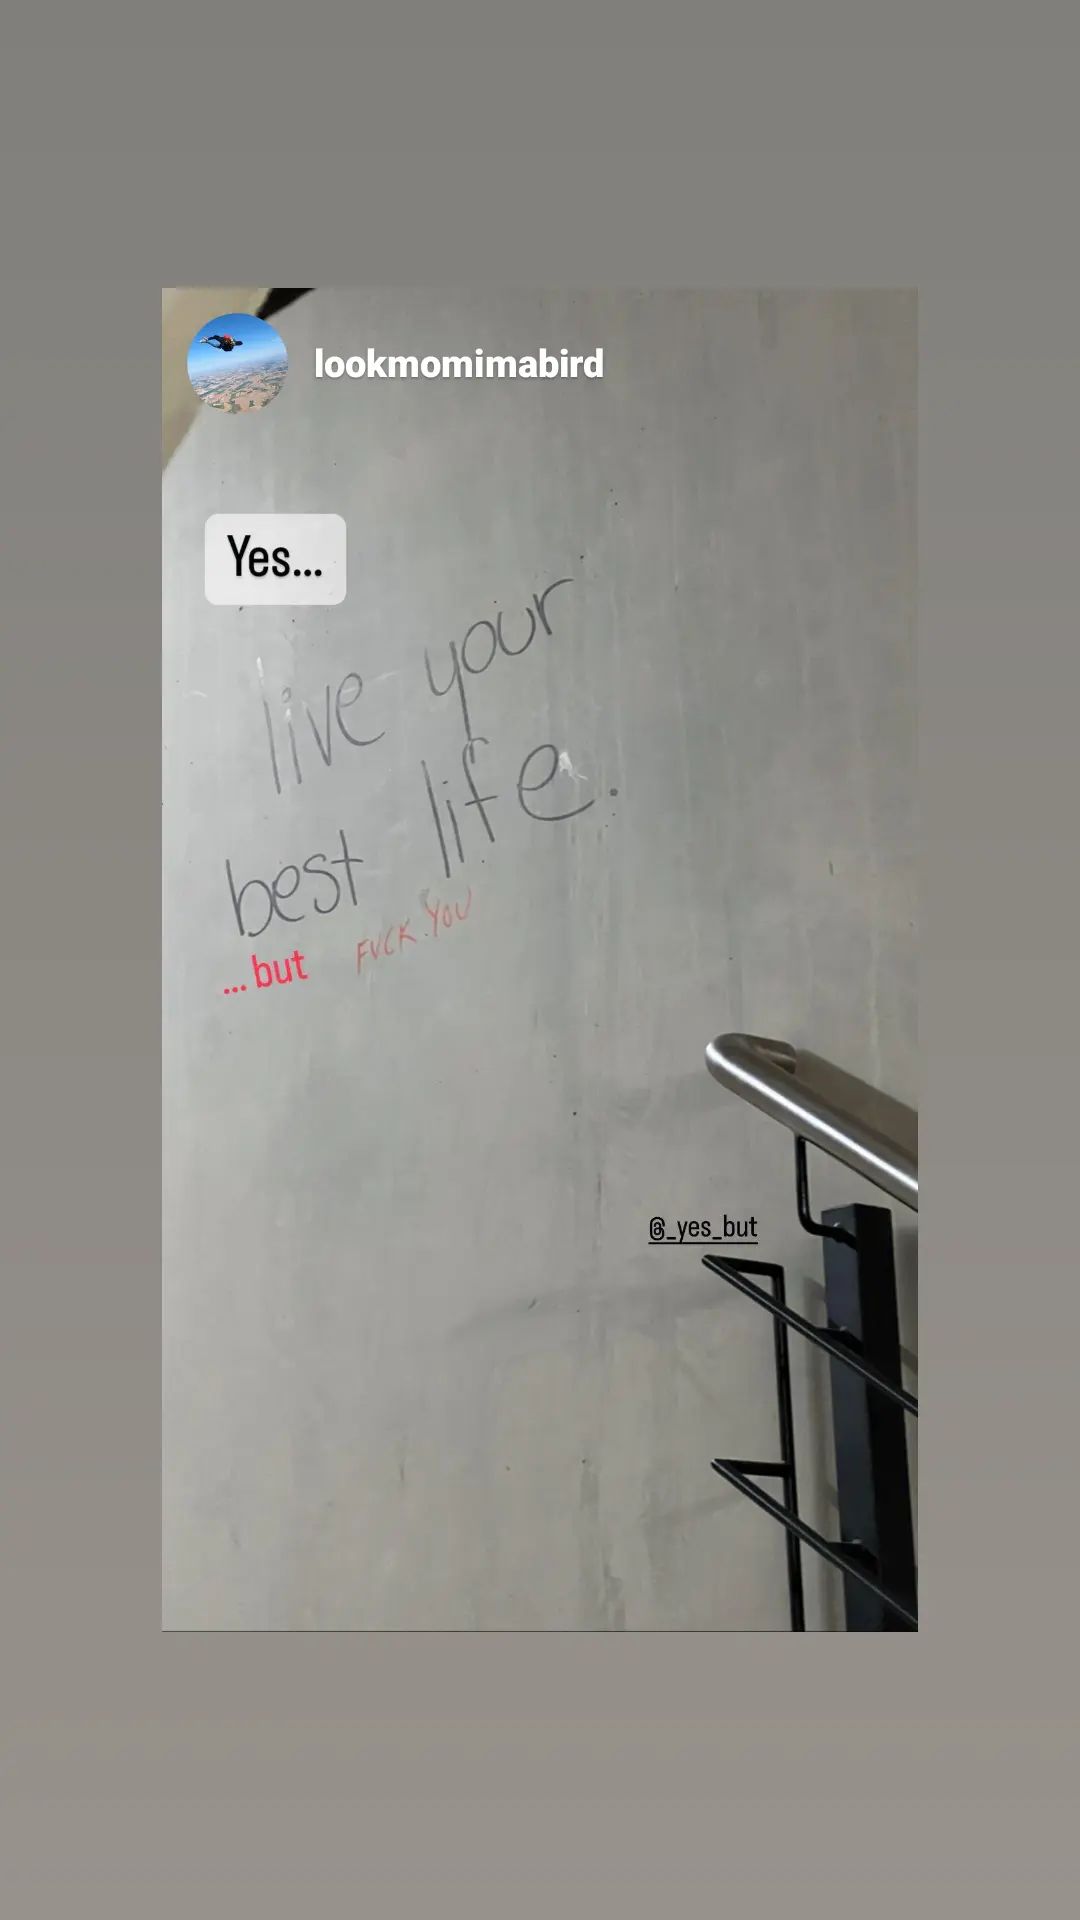 lookmomimabird
Yes...
live your
best life.
... but FUCK YOU
@_yes_but